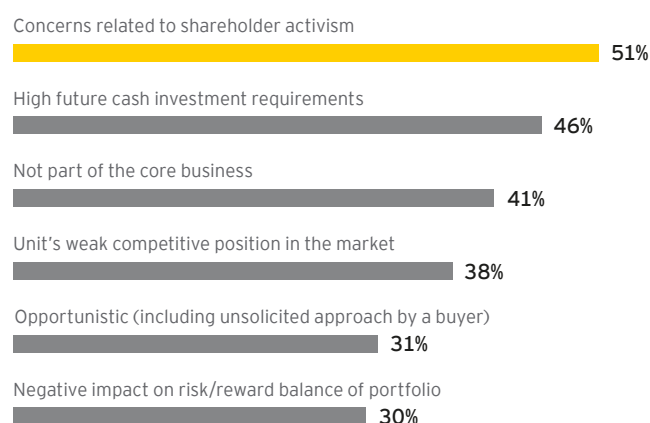 Concerns related to shareholder activism
51%
High future cash investment requirements
46%
Not part of the core business
41%
Unit’s weak competitive position in the market
38%
Opportunistic (including unsolicited approach by a buyer)
31%
Negative impact on risk/reward balance of portfolio
30%